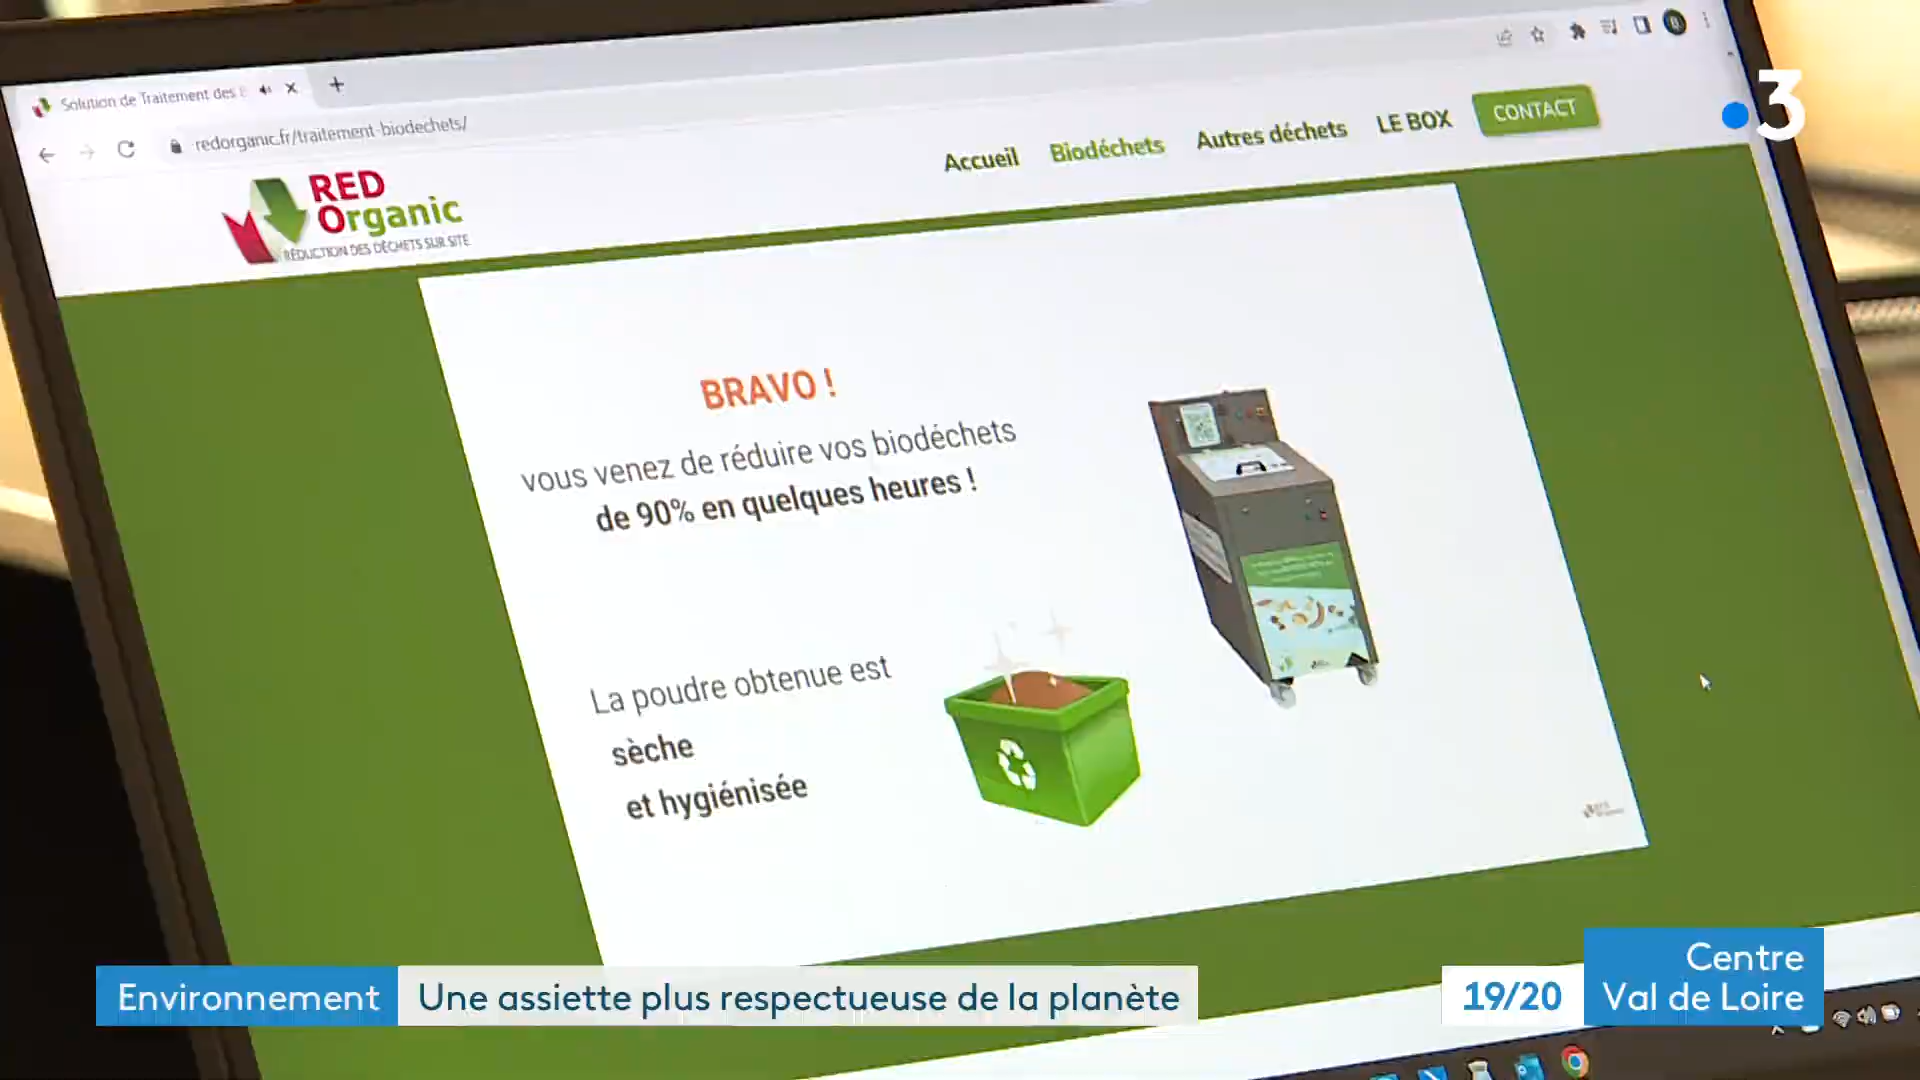 Solution de Traitement des
redorganic.fr/traitement-biodechets/
3
RED
Organic
RÉDUCTION DES DÉCHETS SUR SITE
Accueil
Biodéchets
Autres déchets
LE BOX
CONTACT
BRAVO !
vous venez de réduire vos biodéchets
de 90% en quelques heures !
La poudre obtenue est
sèche
et hygiénisée
Environnement
Une assiette plus respectueuse de la planète
19/20
Centre
Val de Loire